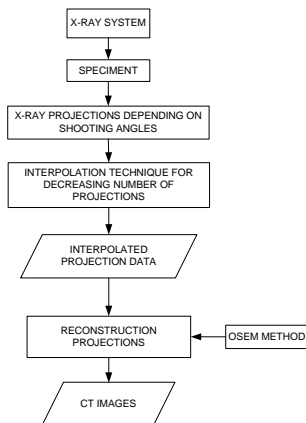 X-RAY SYSTEM
SPECIMENT
X-RAY PROJECTIONS DEPENDING ON
SHOOTING ANGLES
INTERPOLATION TECHNIQUE FOR
DECREASING NUMBER OF
PROJECTIONS
INTERPOLATED
PROJECTION DATA
RECONSTRUCTION
PROJECTIONS
OSEM METHOD
CT IMAGES